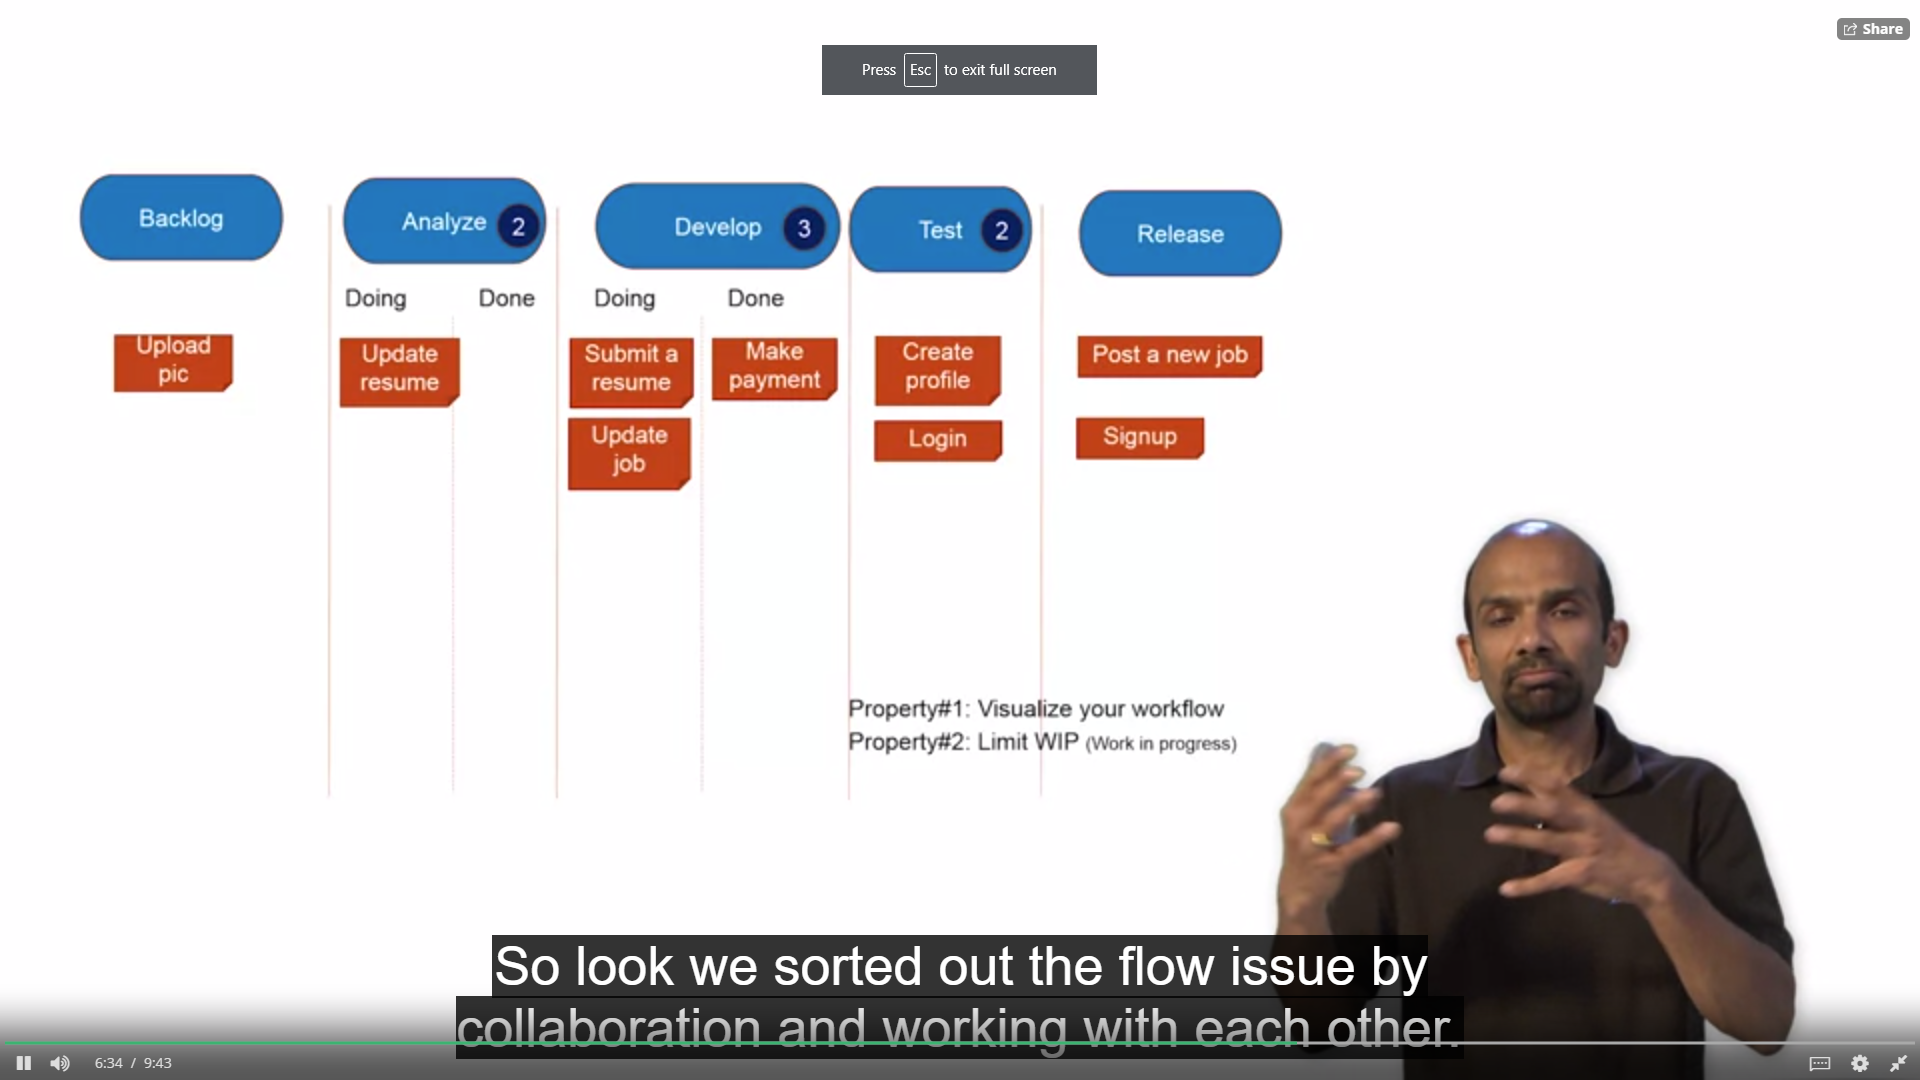 Share
Press Esc to exit full screen
Backlog
Analyze 2
Develop 3
Test 2
Release
Doing
Done
Doing
Done
Upload
pic
Update
resume
Submit a
resume
Update
job
Make
payment
Create
profile
Login
Post a new job
Signup
Property#1: Visualize your workflow
Property#2: Limit WIP (Work in progress)
So look we sorted out the flow issue by
collaboration and working with each other.
6:34 / 9:43